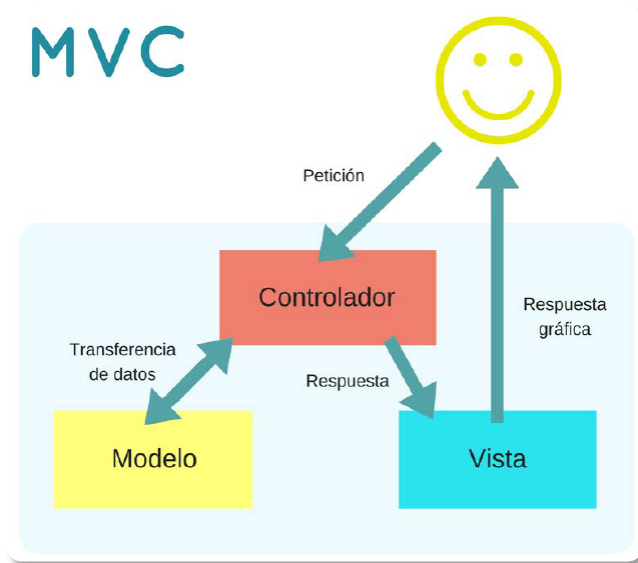 MVC
Petición
Controlador
Respuesta
gráfica
Transferencia
de datos
Respuesta
Modelo
Vista